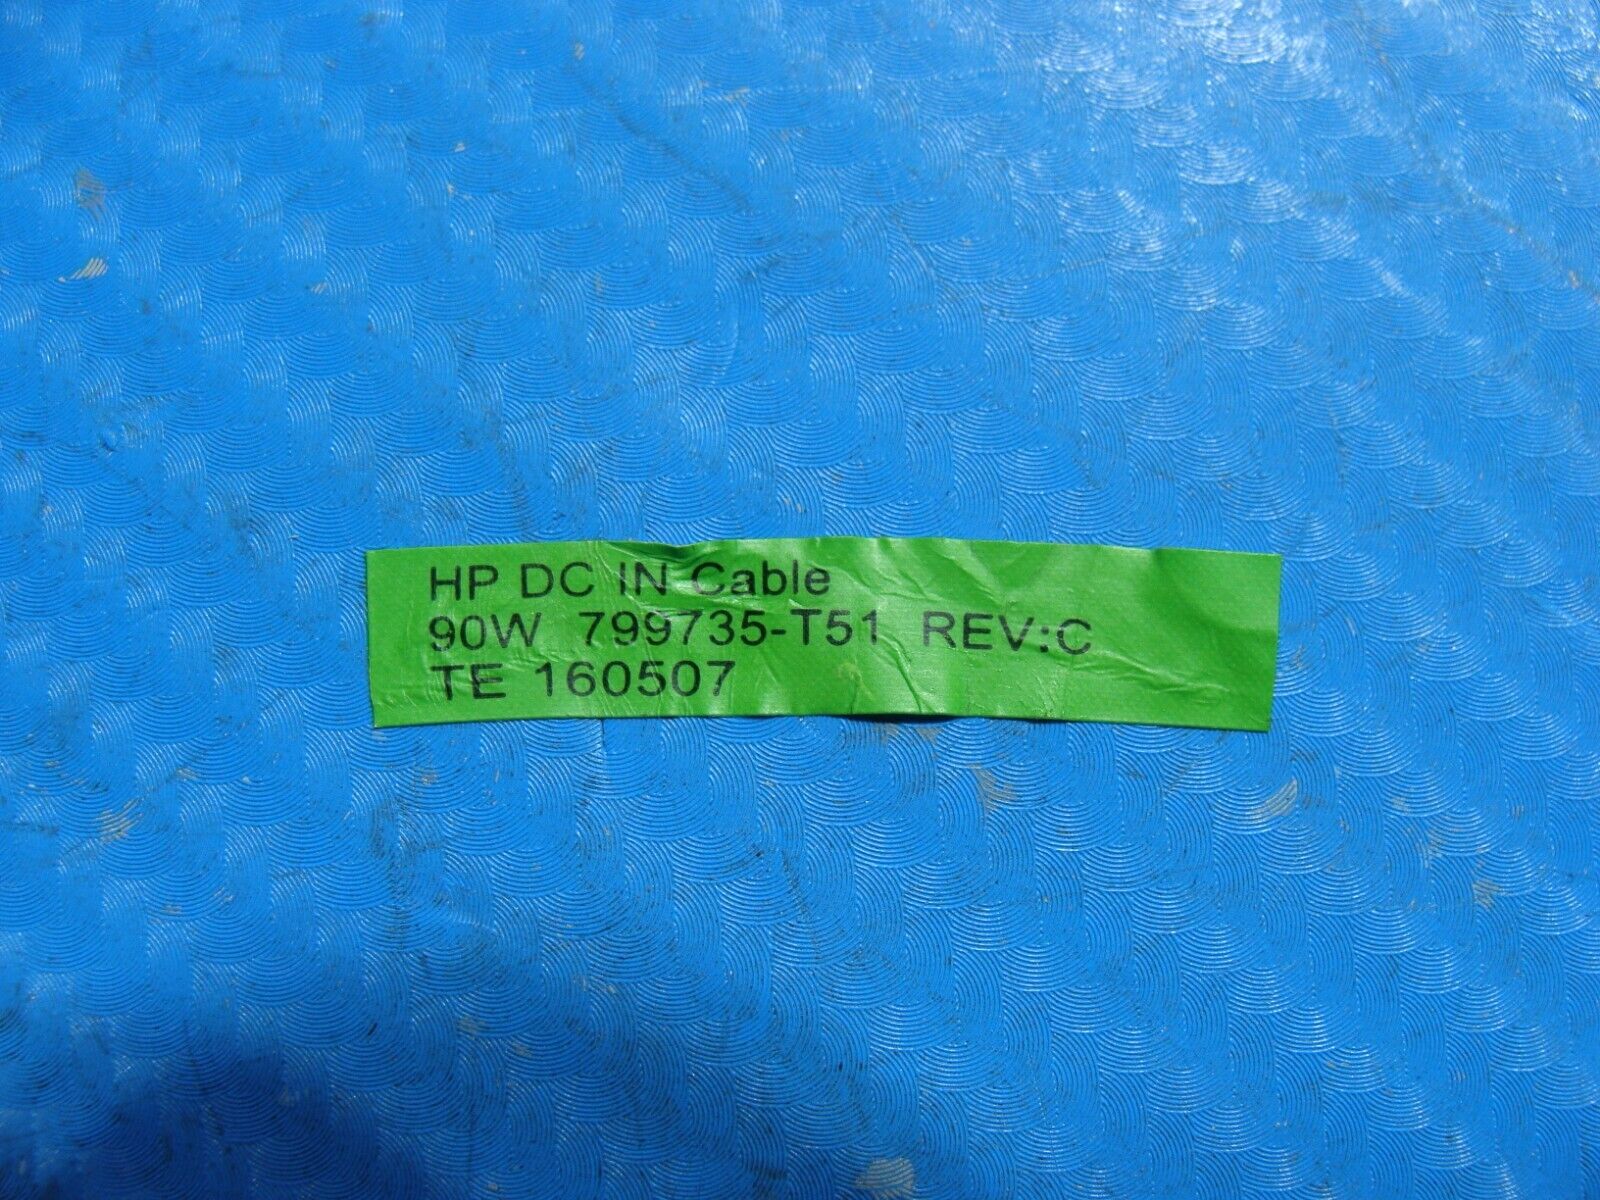 HP DC IN Cable
90W 799735-T51 REV:C
TE 160507